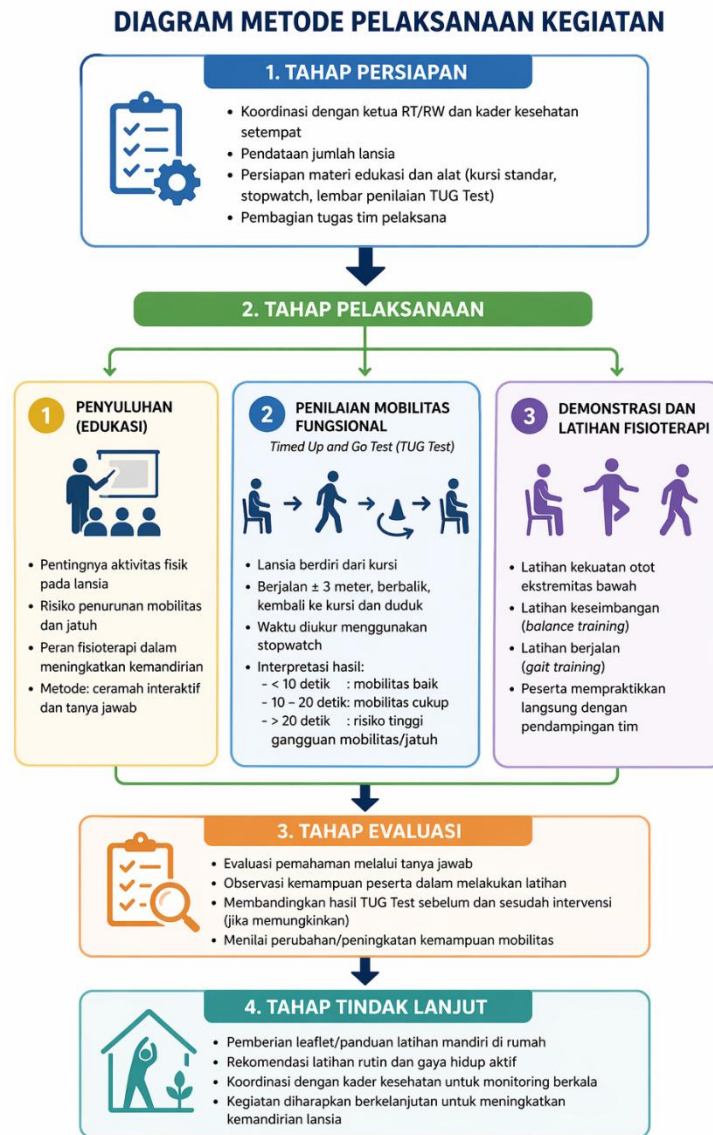 DIAGRAM METODE PELAKSANAAN KEGIATAN
1. TAHAP PERSIAPAN
• Koordinasi dengan ketua RT/RW dan kader kesehatan
setempat
• Pendataan jumlah lansia
• Persiapan materi edukasi dan alat (kursi standar,
stopwatch, lembar penilaian TUG Test)
• Pembagian tugas tim pelaksana
2. TAHAP PELAKSANAAN
1
PENYULUHAN
(EDUKASI)
• Pentingnya aktivitas fisik
pada lansia
• Risiko penurunan mobilitas
dan jatuh
• Peran fisioterapi dalam
meningkatkan kemandirian
• Metode: ceramah interaktif
dan tanya jawab
2
PENILAIAN MOBILITAS
FUNGSIONAL
Timed Up and Go Test (TUG Test)
• Lansia berdiri dari kursi
• Berjalan ± 3 meter, berbalik,
kembali ke kursi dan duduk
• Waktu diukur menggunakan
stopwatch
• Interpretasi hasil:
- < 10 detik : mobilitas baik
- 10 – 20 detik: mobilitas cukup
- > 20 detik : risiko tinggi
gangguan mobilitas/jatuh
3
DEMONSTRASI DAN
LATIHAN FISIOTERAPI
• Latihan kekuatan otot
ekstremitas bawah
• Latihan keseimbangan
(balance training)
• Latihan berjalan
(gait training)
• Peserta mempraktikkan
langsung dengan
pendampingan tim
3. TAHAP EVALUASI
• Evaluasi pemahaman melalui tanya jawab
• Observasi kemampuan peserta dalam melakukan latihan
• Membandingkan hasil TUG Test sebelum dan sesudah intervensi
(jika memungkinkan)
• Menilai perubahan/peningkatan kemampuan mobilitas
4. TAHAP TINDAK LANJUT
• Pemberian leaflet/panduan latihan mandiri di rumah
• Rekomendasi latihan rutin dan gaya hidup aktif
• Koordinasi dengan kader kesehatan untuk monitoring berkala
• Kegiatan diharapkan berkelanjutan untuk meningkatkan
kemandirian lansia